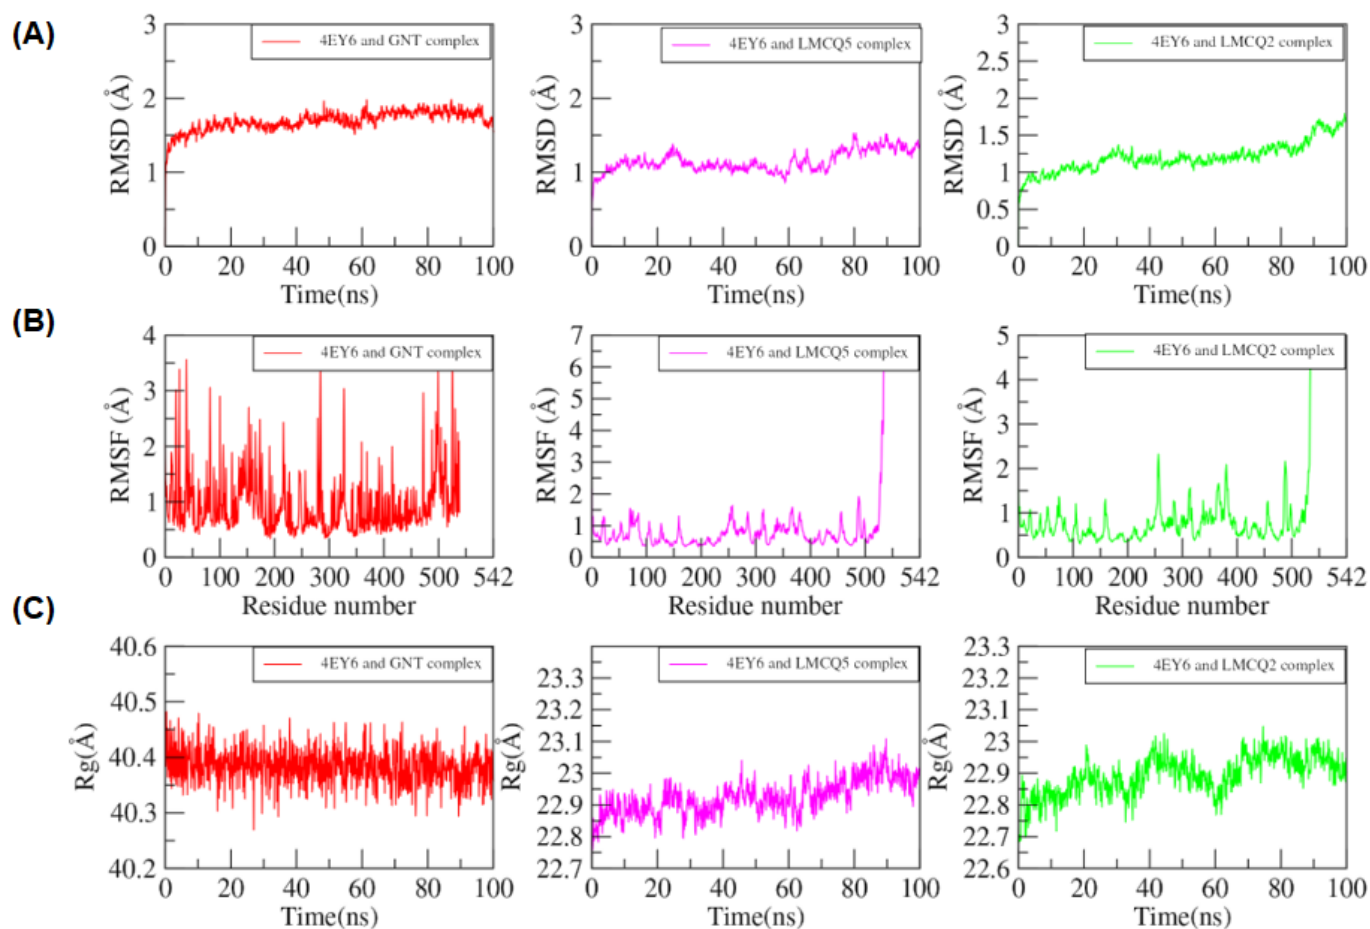 (A)
3
2
1
0
RMSD (Å)
4EY6 and GNT complex
0 20 40 60 80 100
Time(ns)
3
2
1
0
RMSD (Å)
4EY6 and LMCQ5 complex
0 20 40 60 80 100
Time(ns)
3
2.5
2
1.5
1
0.5
0
RMSD (Å)
4EY6 and LMCQ2 complex
0 20 40 60 80 100
Time(ns)
(B)
4
3
2
1
0
RMSF (Å)
4EY6 and GNT complex
0 100 200 300 400 500 542
Residue number
7
6
5
4
3
2
1
0
RMSF (Å)
4EY6 and LMCQ5 complex
0 100 200 300 400 500 542
Residue number
5
4
3
2
1
0
RMSF (Å)
4EY6 and LMCQ2 complex
0 100 200 300 400 500 542
Residue number
(C)
40.6
40.5
40.4
40.3
40.2
Rg(Å)
4EY6 and GNT complex
0 20 40 60 80 100
Time(ns)
23.3
23.2
23.1
23
22.9
22.8
22.7
Rg(Å)
4EY6 and LMCQ5 complex
0 20 40 60 80 100
Time(ns)
23.3
23.2
23.1
23
22.9
22.8
22.7
22.6
Rg(Å)
4EY6 and LMCQ2 complex
0 20 40 60 80 100
Time(ns)